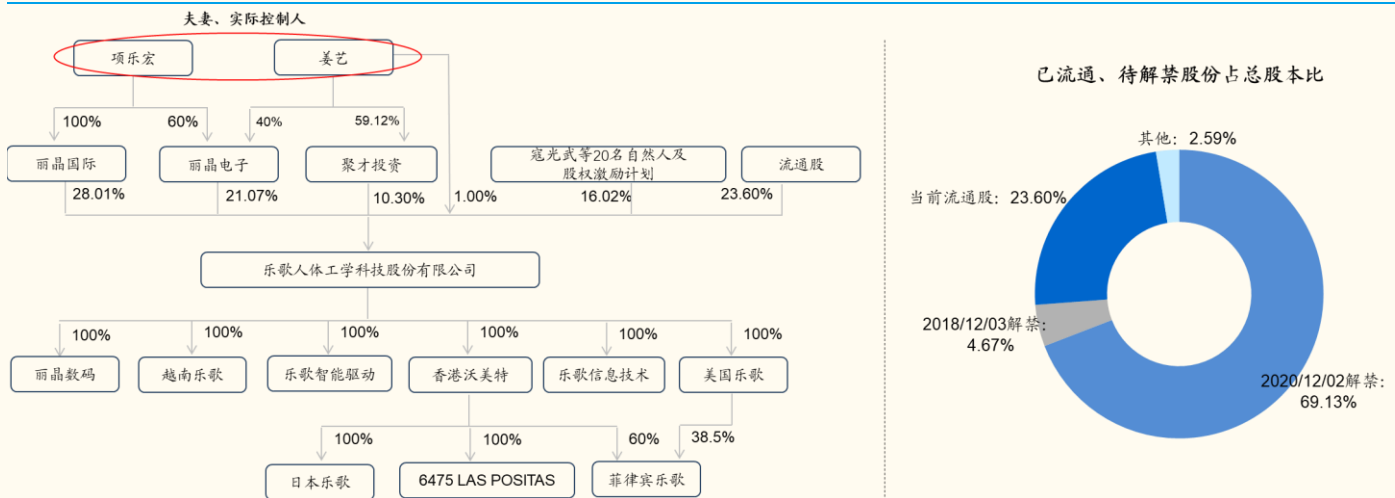 夫妻、实际控制人
项乐宏
姜艺
100%
60%
40%
59.12%
丽晶国际
丽晶电子
聚才投资
寇光武等20名自然人及
股权激励计划
流通股
28.01%
21.07%
10.30%
1.00%
16.02%
23.60%
乐歌人体工学科技股份有限公司
100%
100%
100%
100%
100%
100%
丽晶数码
越南乐歌
乐歌智能驱动
香港沃美特
乐歌信息技术
美国乐歌
100%
100%
60%
38.5%
日本乐歌
6475 LAS POSITAS
菲律宾乐歌
已流通、待解禁股份占总股本比
其他：2.59%
当前流通股：23.60%
2018/12/03解禁：
4.67%
2020/12/02解禁：
69.13%